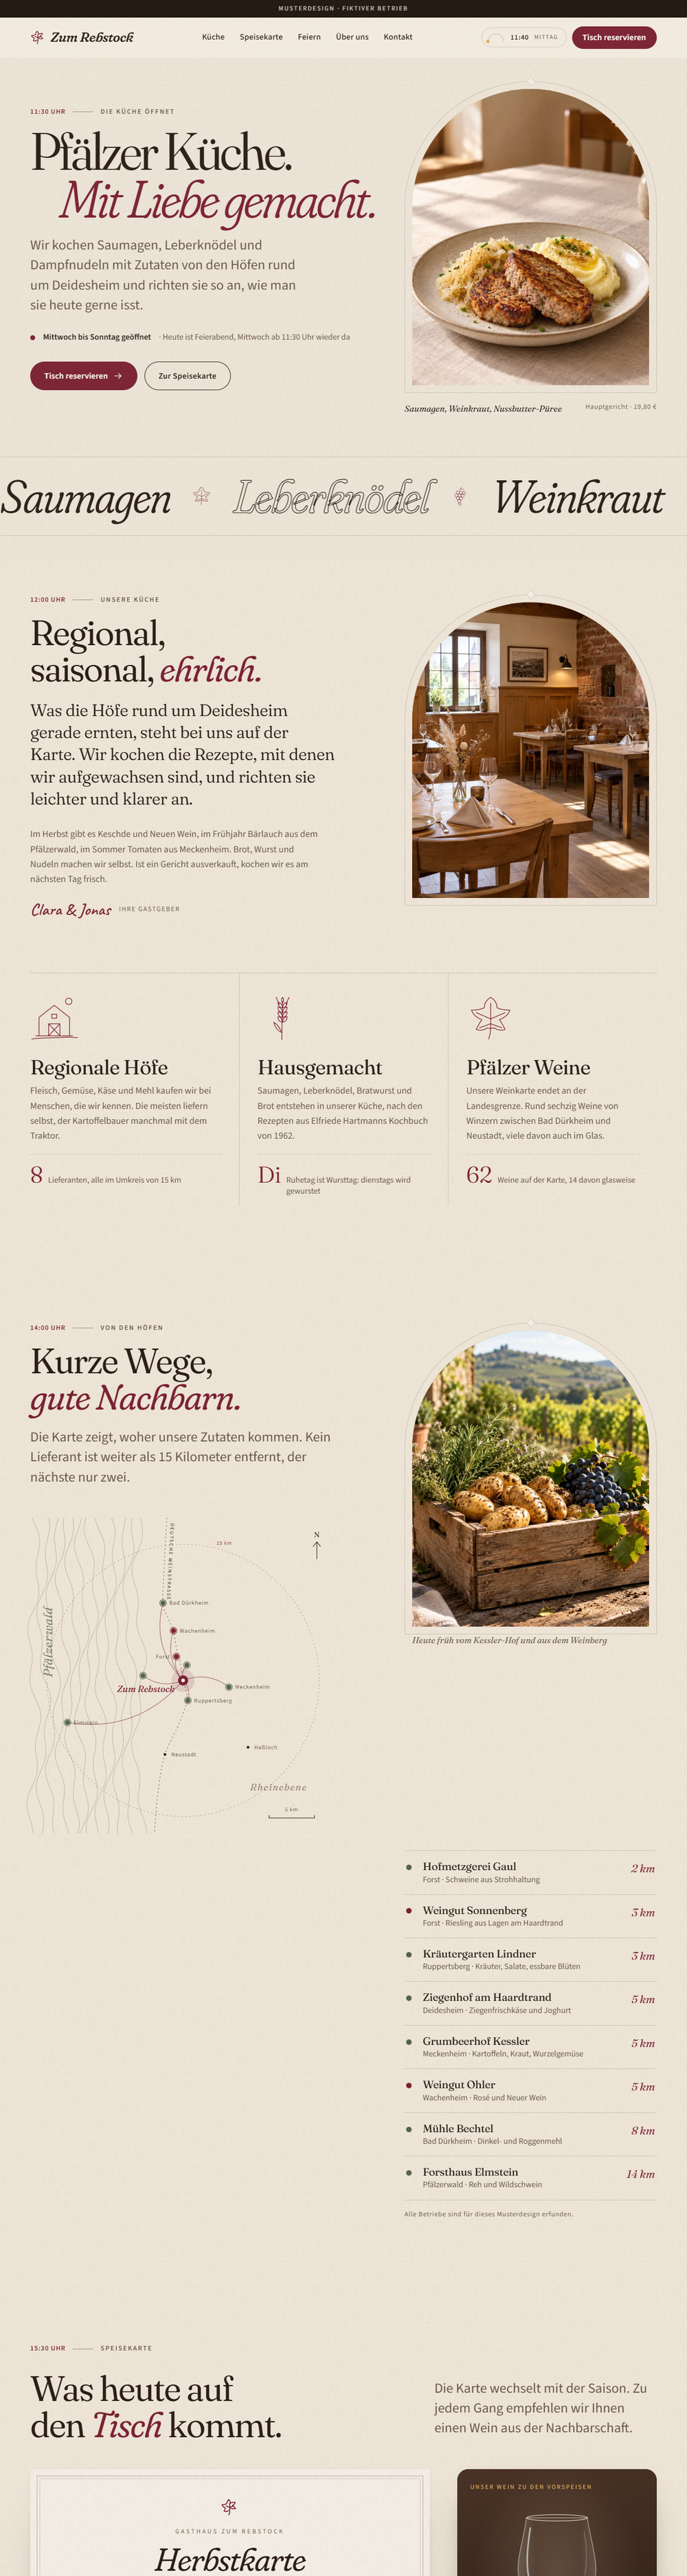 MUSTERDESIGN · FIKTIVER BETRIEB
Zum Rebstock
Küche
Speisekarte
Feiern
Über uns
Kontakt
11:40 MITTAG
Tisch reservieren
11:30 UHR
DIE KÜCHE ÖFFNET
Pfälzer Küche.
Mit Liebe gemacht.
Wir kochen Saumagen, Leberknödel und
Dampfnudeln mit Zutaten von den Höfen rund
um Deidesheim und richten sie so an, wie man
sie heute gerne isst.
Mittwoch bis Sonntag geöffnet · Heute ist Feierabend, Mittwoch ab 11:30 Uhr wieder da
Tisch reservieren →
Zur Speisekarte
Saumagen, Weinkraut, Nussbutter-Püree
Hauptgericht · 19,80 €
Saumagen
Leberknödel
Weinkraut
12:00 UHR
UNSERE KÜCHE
Regional,
saisonal, ehrlich.
Was die Höfe rund um Deidesheim
gerade ernten, steht bei uns auf der
Karte. Wir kochen die Rezepte, mit denen
wir aufgewachsen sind, und richten sie
leichter und klarer an.
Im Herbst gibt es Keschde und Neuen Wein, im Frühjahr Bärlauch aus dem
Pfälzerwald, im Sommer Tomaten aus Meckenheim. Brot, Wurst und
Nudeln machen wir selbst. Ist ein Gericht ausverkauft, kochen wir es am
nächsten Tag frisch.
Clara & Jonas
IHRE GASTGEBER
Regionale Höfe
Fleisch, Gemüse, Käse und Mehl kaufen wir bei
Menschen, die wir kennen. Die meisten liefern
selbst, der Kartoffelbauer manchmal mit dem
Traktor.
8 Lieferanten, alle im Umkreis von 15 km
Hausgemacht
Saumagen, Leberknödel, Bratwurst und
Brot entstehen in unserer Küche, nach den
Rezepten aus Elfriede Hartmanns Kochbuch
von 1962.
Di Ruhetag ist Wursttag: dienstags wird
gewurstet
Pfälzer Weine
Unsere Weinkarte endet an der
Landesgrenze. Rund sechzig Weine von
Winzern zwischen Bad Dürkheim und
Neustadt, viele davon auch im Glas.
62 Weine auf der Karte, 14 davon glasweise
14:00 UHR
VON DEN HÖFEN
Kurze Wege,
gute Nachbarn.
Die Karte zeigt, woher unsere Zutaten kommen. Kein
Lieferant ist weiter als 15 Kilometer entfernt, der
nächste nur zwei.
DEUTSCHE WEINSTRASSE
15 km
N
Bad Dürkheim
Wachenheim
Forst
Pfälzerwald
Zum Rebstock
Meckenheim
Ruppertsberg
Elmstein
Neustadt
Haßloch
Rheinebene
5 km
Heute früh vom Kessler-Hof und aus dem Weinberg
Hofmetzgerei Gaul
Forst · Schweine aus Strohhaltung
2 km
Weingut Sonnenberg
Forst · Riesling aus Lagen am Haardtrand
3 km
Kräutergarten Lindner
Ruppertsberg · Kräuter, Salate, essbare Blüten
3 km
Ziegenhof am Haardtrand
Deidesheim · Ziegenfrischkäse und Joghurt
5 km
Grumbeerhof Kessler
Meckenheim · Kartoffeln, Kraut, Wurzelgemüse
5 km
Weingut Ohler
Wachenheim · Rosé und Neuer Wein
5 km
Mühle Bechtel
Bad Dürkheim · Dinkel- und Roggenmehl
8 km
Forsthaus Elmstein
Pfälzerwald · Reh und Wildschwein
14 km
Alle Betriebe sind für dieses Musterdesign erfunden.
15:30 UHR
SPEISEKARTE
Was heute auf
den Tisch kommt.
Die Karte wechselt mit der Saison. Zu
jedem Gang empfehlen wir Ihnen
einen Wein aus der Nachbarschaft.
GASTHAUS ZUM REBSTOCK
Herbstkarte
UNSER WEIN ZU DEN VORSPEISEN